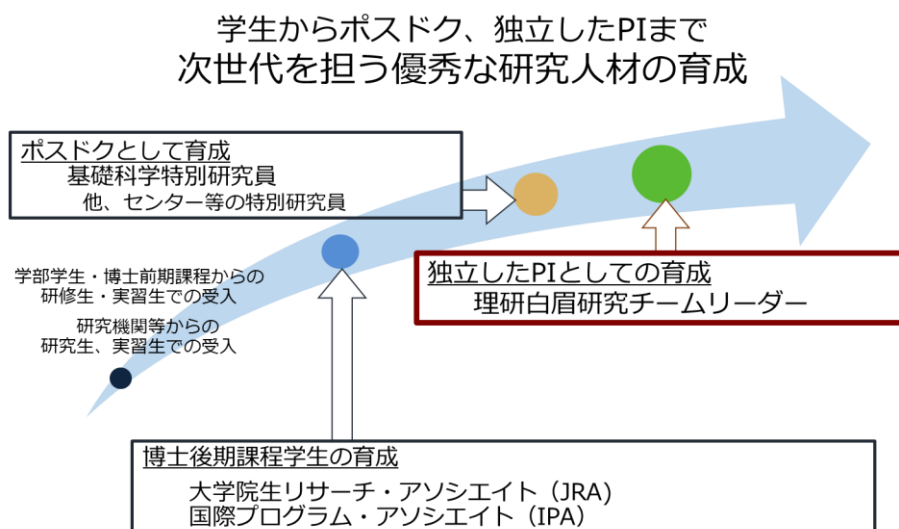 学生からポスドク、独立したPIまで
次世代を担う優秀な研究人材の育成
ポスドクとして育成
基礎科学特別研究員
他、センター等の特別研究員
独立したPIとしての育成
理研白眉研究チームリーダー
学部学生・博士前期課程からの
研修生・実習生での受入
研究機関等からの
研究生、実習生での受入
博士後期課程学生の育成
大学院生リサーチ・アソシエイト（JRA)
国際プログラム・アソシエイト（IPA）